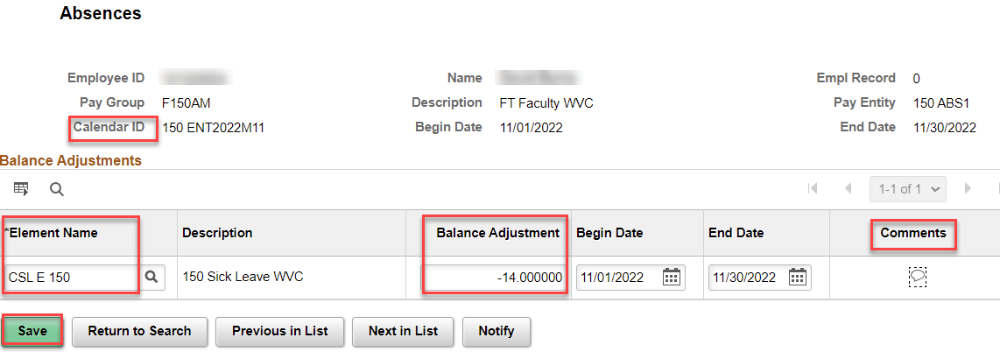 Absences
Employee ID Name Empl Record 0
Pay Group F150AM Description FT Faculty WVC Pay Entity 150 ABS1
Calendar ID 150 ENT2022M11 Begin Date 11/01/2022 End Date 11/30/2022
Balance Adjustments
1-1 of 1
*Element Name Description Balance Adjustment Begin Date End Date Comments
CSL E 150 150 Sick Leave WVC -14.000000 11/01/2022 11/30/2022
Save Return to Search Previous in List Next in List Notify